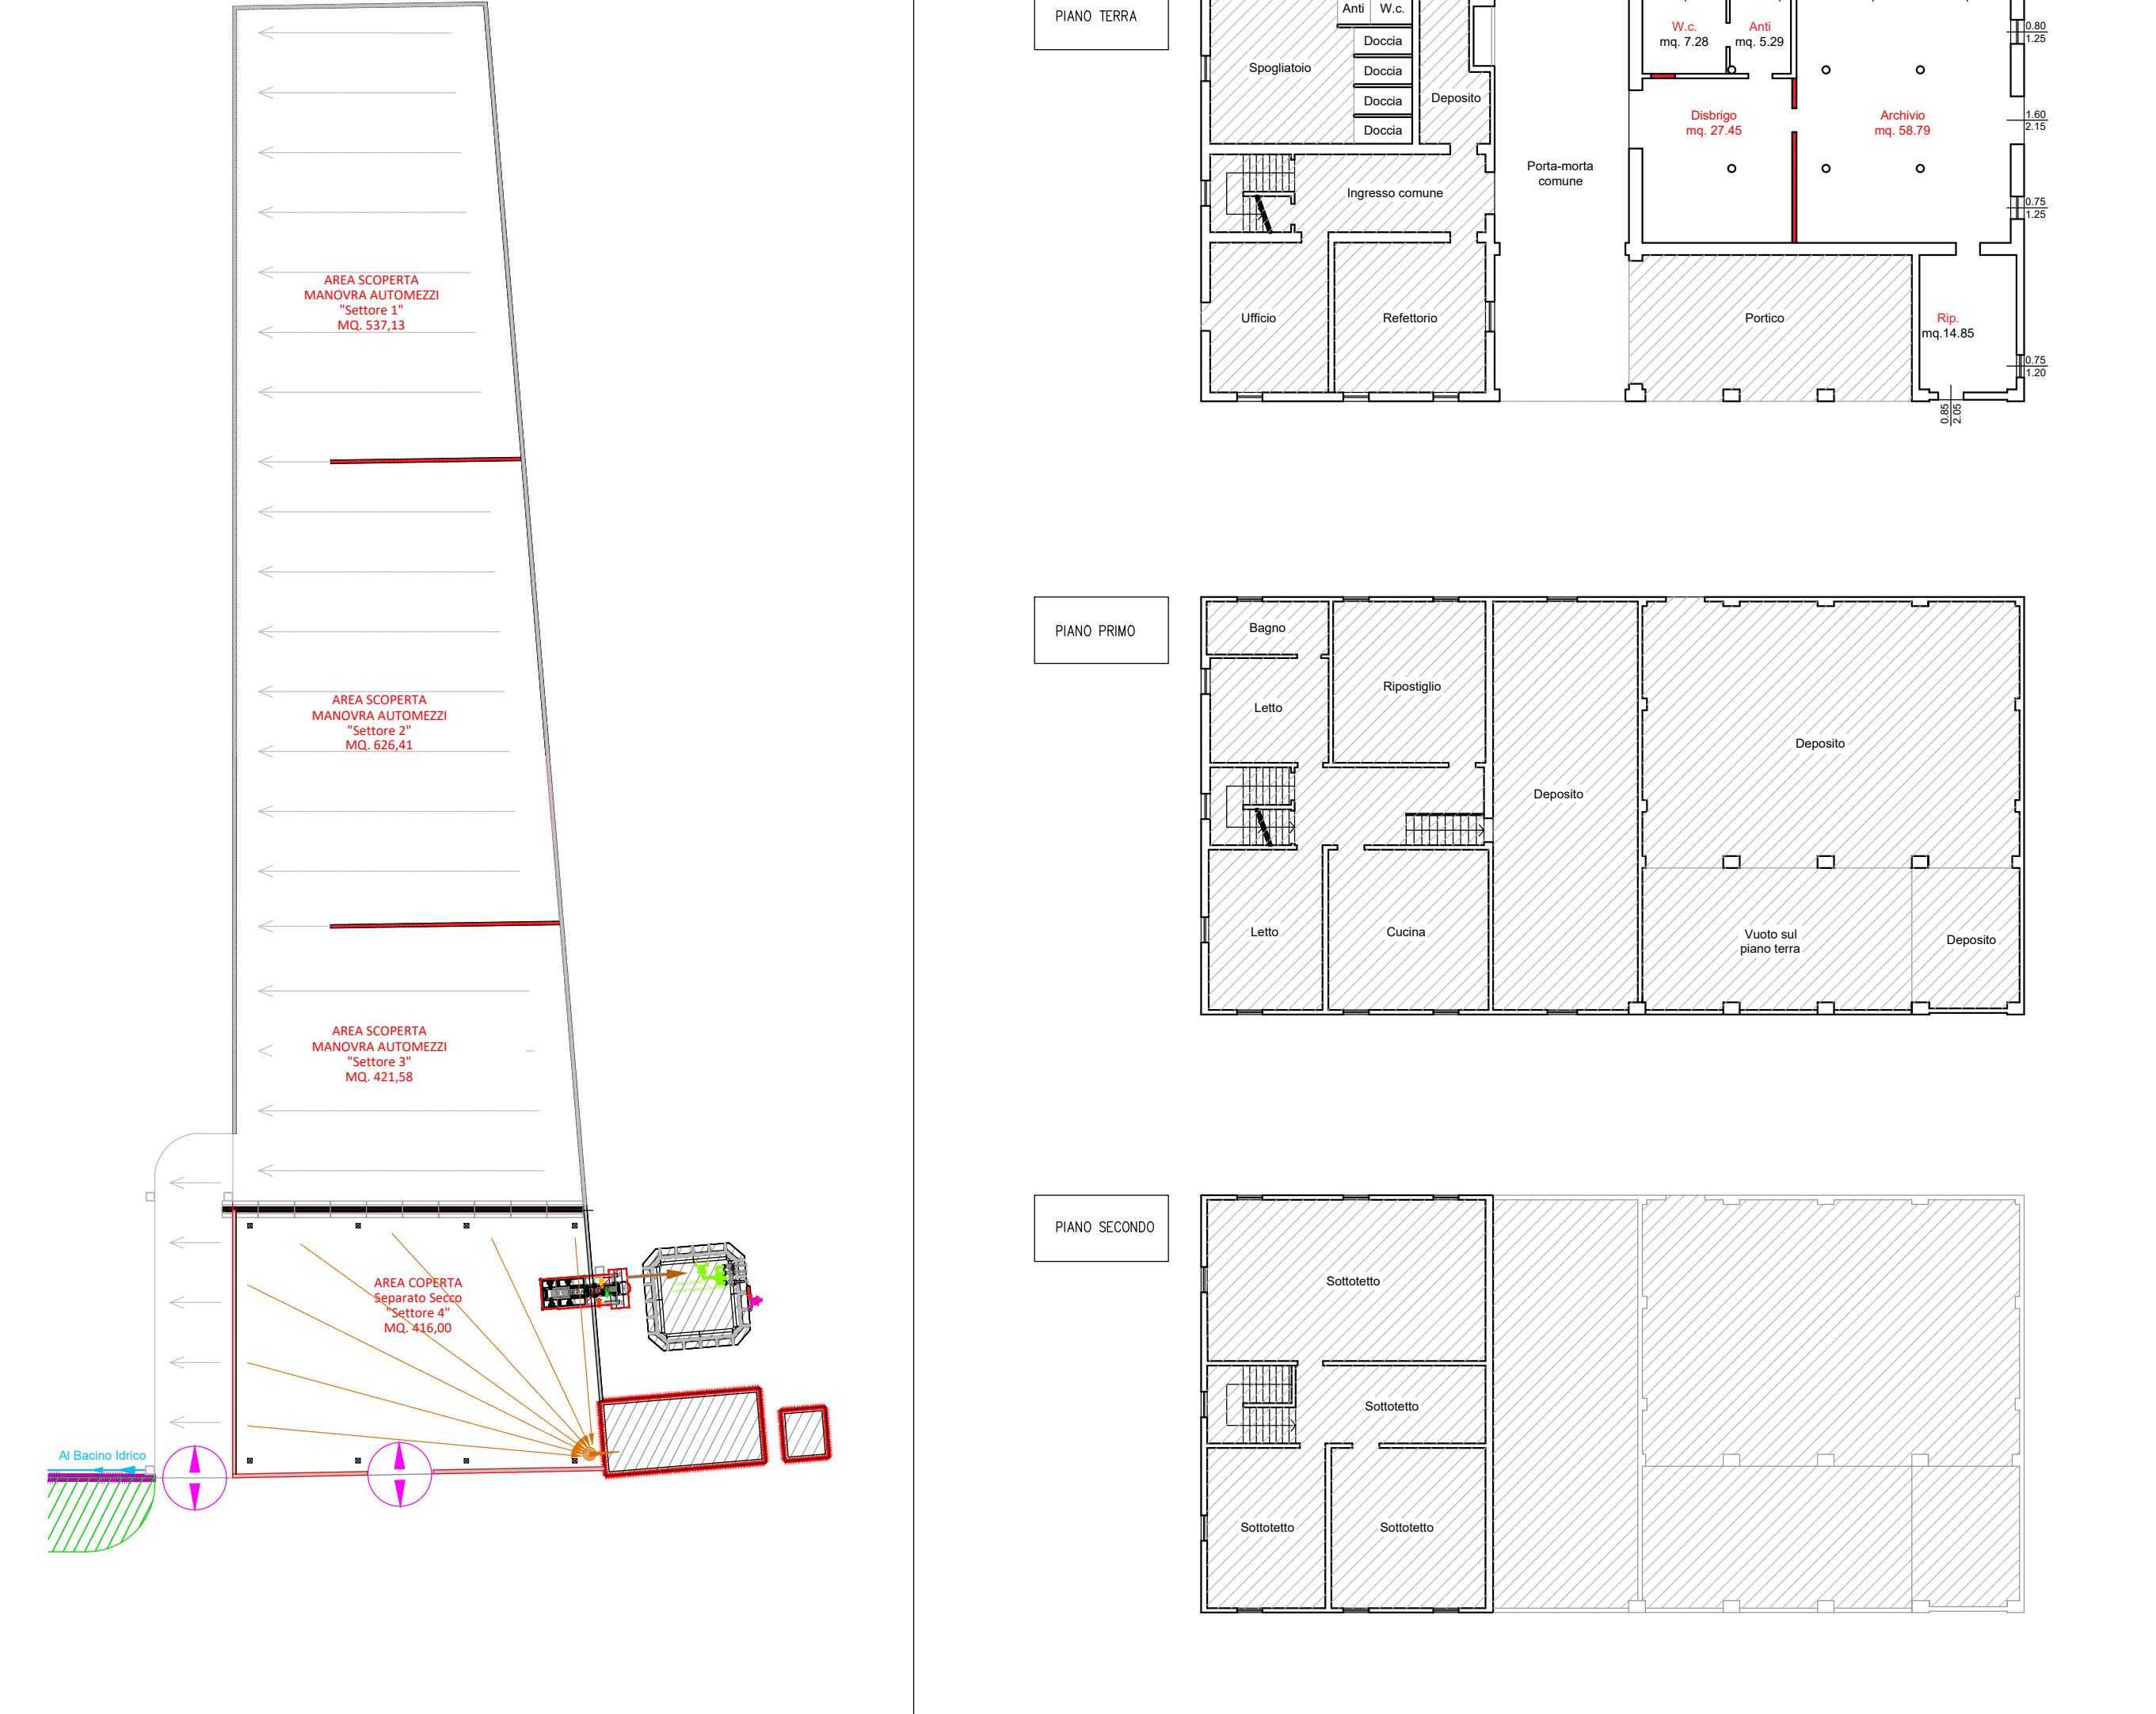 AREA SCOPERTA
MANOVRA AUTOMEZZI
"Settore 1"
MQ. 537,13
AREA SCOPERTA
MANOVRA AUTOMEZZI
"Settore 2"
MQ. 626,41
AREA SCOPERTA
MANOVRA AUTOMEZZI
"Settore 3"
MQ. 421,58
AREA COPERTA
Separato Secco
"Settore 4"
MQ. 416,00
Al Bacino Idrico
PIANO TERRA
Anti
W.c.
Doccia
Doccia
Doccia
Doccia
Spogliatoio
Deposito
Ingresso comune
Ufficio
Refettorio
Porta-morta
comune
W.c.
mq. 7.28
Anti
mq. 5.29
Disbrigo
mq. 27.45
Archivio
mq. 58.79
Portico
Rip.
mq.14.85
0.80
1.25
1.60
2.15
0.75
1.25
0.75
1.20
0.85
2.05
PIANO PRIMO
Bagno
Letto
Ripostiglio
Deposito
Deposito
Letto
Cucina
Vuoto sul
piano terra
Deposito
PIANO SECONDO
Sottotetto
Sottotetto
Sottotetto
Sottotetto